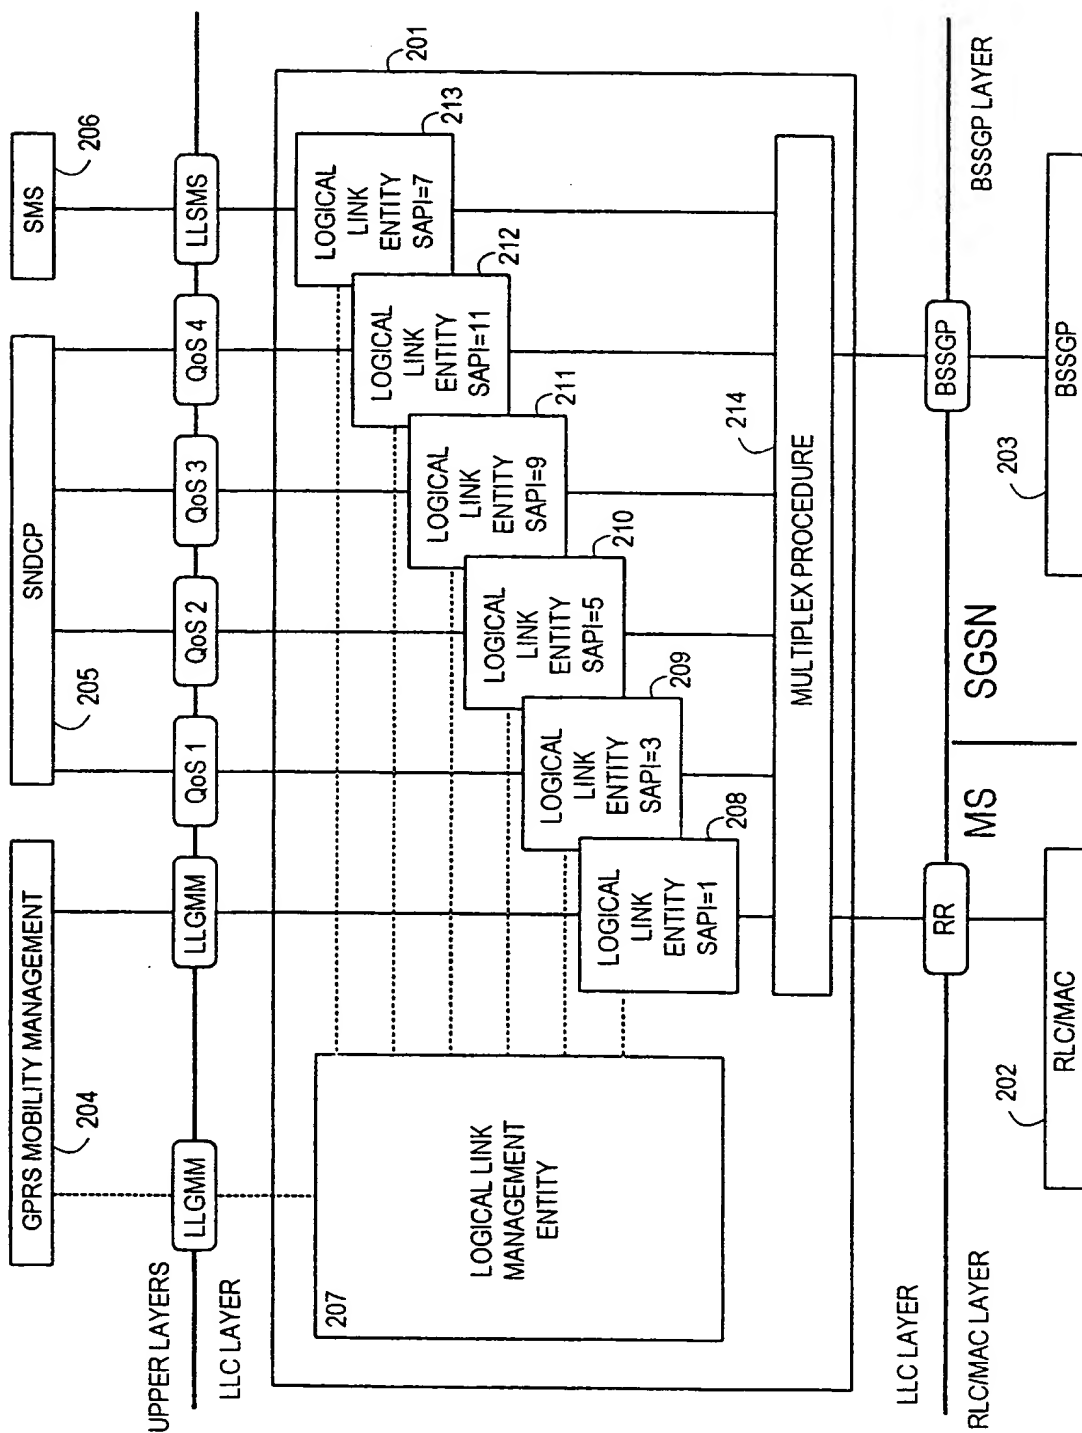 GPRS MOBILITY MANAGEMENT
204
SNDCP
205
SMS
206
UPPER LAYERS
LLGMM
LLGMM
QoS 1
QoS 2
QoS 3
QoS 4
LLSMS
LLC LAYER
201
207
LOGICAL LINK
MANAGEMENT
ENTITY
LOGICAL
LINK
ENTITY
SAPI=1
208
LOGICAL
LINK
ENTITY
SAPI=3
209
LOGICAL
LINK
ENTITY
SAPI=5
210
LOGICAL
LINK
ENTITY
SAPI=9
211
LOGICAL
LINK
ENTITY
SAPI=11
212
LOGICAL
LINK
ENTITY
SAPI=7
213
214
MULTIPLEX PROCEDURE
LLC LAYER
RR
BSSGP
RLC/MAC LAYER
MS
SGSN
BSSGP LAYER
202
RLC/MAC
203
BSSGP